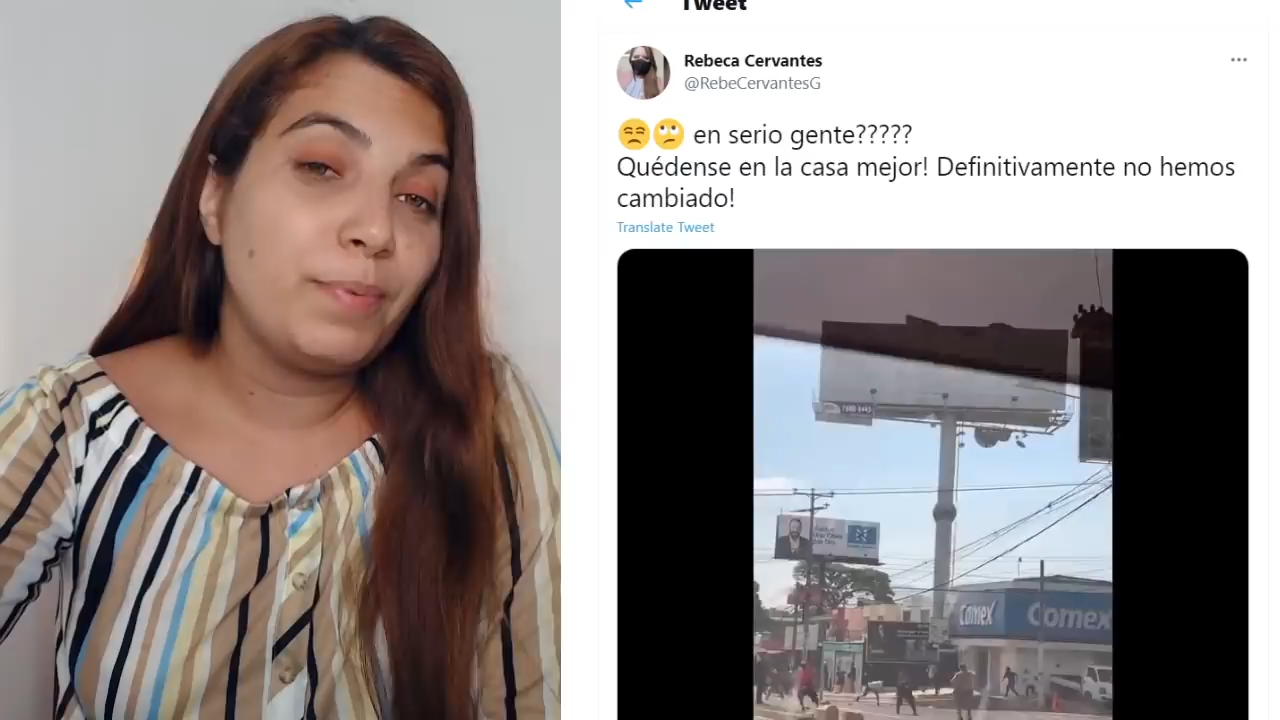 Tweet
Rebeca Cervantes
@RebeCervantesG
😒🙄 en serio gente?????
Quédense en la casa mejor! Definitivamente no hemos
cambiado!
Translate Tweet
comex
Comex